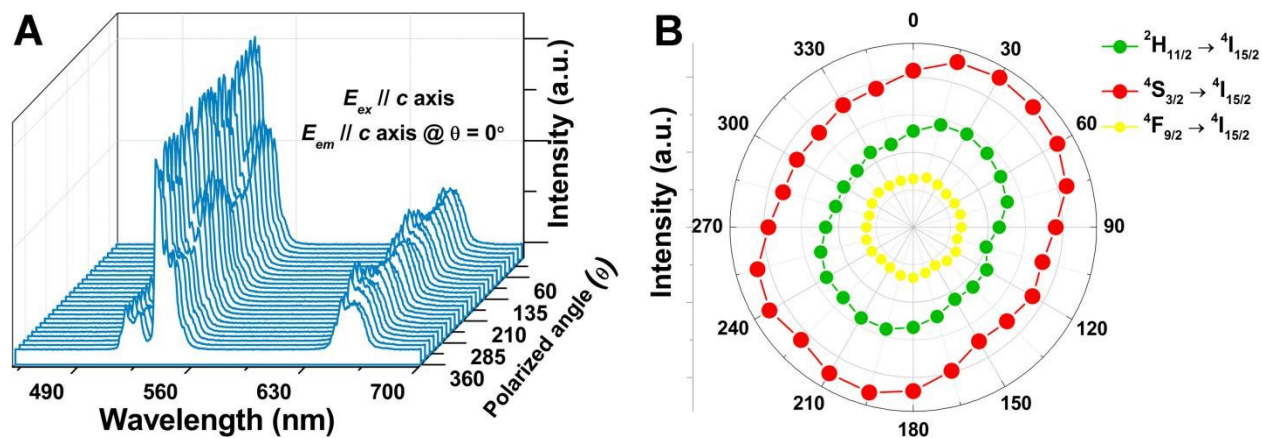 A
E_ex // c axis
E_em // c axis @ θ = 0°
Intensity (a.u.)
60
135
210
285
360
Polarized angle (θ)
490
560
630
700
Wavelength (nm)
B
Intensity (a.u.)
0
30
60
90
120
150
180
210
240
270
300
330
²H₁₁/₂ → ⁴I₁₅/₂
⁴S₃/₂ → ⁴I₁₅/₂
⁴F₉/₂ → ⁴I₁₅/₂